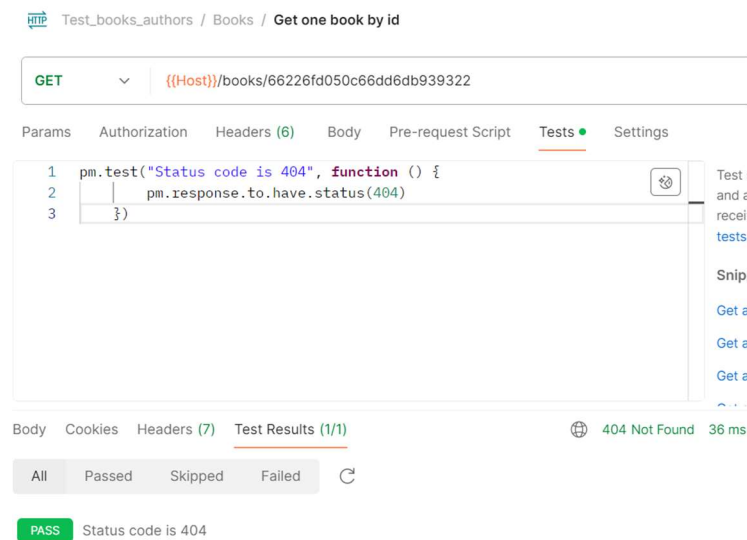 HTTP Test_books_authors / Books / Get one book by id
GET {{Host}}/books/66226fd050c66dd6db939322
Params Authorization Headers (6) Body Pre-request Script Tests Settings
1 pm.test("Status code is 404", function () {
2 pm.response.to.have.status(404)
3 })
Test
and a
recei
tests
Snip
Get a
Get a
Get a
Body Cookies Headers (7) Test Results (1/1) 404 Not Found 36 ms
All Passed Skipped Failed
PASS Status code is 404